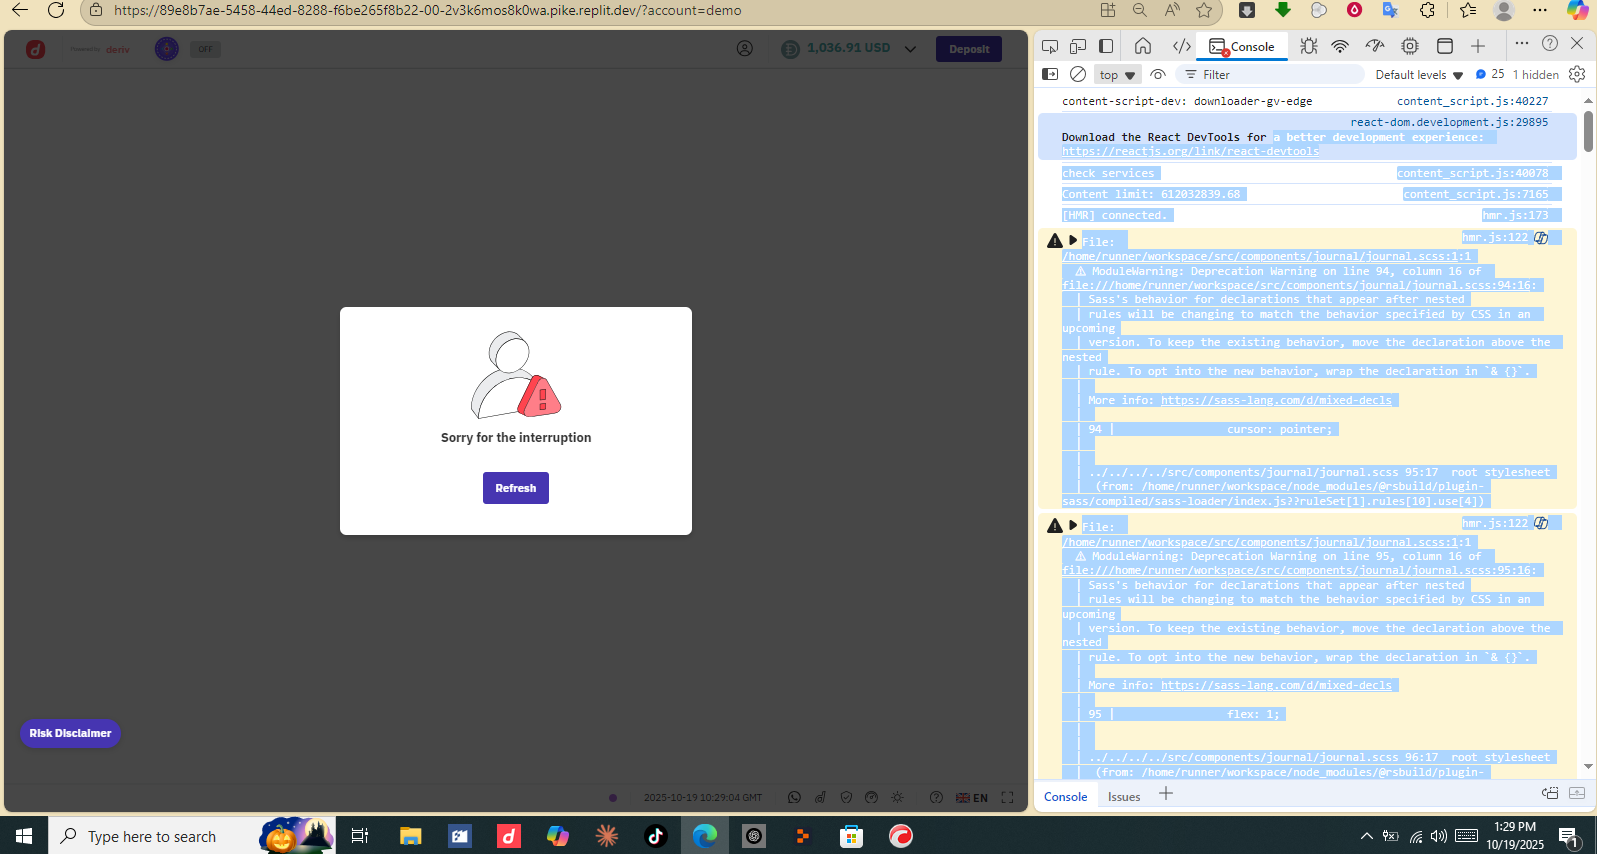 https://89e8b7ae-5458-44ed-8288-f6be265f8b22-00-2v3k6mos8k0wa.pike.replit.dev/?account=demo
Powered by deriv
OFF
1,036.91 USD
Deposit
Sorry for the interruption
Refresh
Risk Disclaimer
2025-10-19 10:29:04 GMT
EN
Console
top
Filter
Default levels
25
1 hidden
content-script-dev: downloader-gv-edge
content_script.js:40227
react-dom.development.js:29895
Download the React DevTools for a better development experience:
https://reactjs.org/link/react-devtools
check services
content_script.js:40078
Content limit: 612032839.68
content_script.js:7165
[HMR] connected.
hmr.js:173
File:
hmr.js:122
/home/runner/workspace/src/components/journal/journal.scss:1:1
⚠ ModuleWarning: Deprecation Warning on line 94, column 16 of
file:///home/runner/workspace/src/components/journal/journal.scss:94:16:
| Sass's behavior for declarations that appear after nested
| rules will be changing to match the behavior specified by CSS in an
upcoming
| version. To keep the existing behavior, move the declaration above the
nested
| rule. To opt into the new behavior, wrap the declaration in `& {}`.
|
| More info: https://sass-lang.com/d/mixed-decls
|
| 94 | cursor: pointer;
|
|
| ../../../../src/components/journal/journal.scss 95:17 root stylesheet
| (from: /home/runner/workspace/node_modules/@rsbuild/plugin-
sass/compiled/sass-loader/index.js??ruleSet[1].rules[10].use[4])
File:
hmr.js:122
/home/runner/workspace/src/components/journal/journal.scss:1:1
⚠ ModuleWarning: Deprecation Warning on line 95, column 16 of
file:///home/runner/workspace/src/components/journal/journal.scss:95:16:
| Sass's behavior for declarations that appear after nested
| rules will be changing to match the behavior specified by CSS in an
upcoming
| version. To keep the existing behavior, move the declaration above the
nested
| rule. To opt into the new behavior, wrap the declaration in `& {}`.
|
| More info: https://sass-lang.com/d/mixed-decls
|
| 95 | flex: 1;
|
|
| ../../../../src/components/journal/journal.scss 96:17 root stylesheet
| (from: /home/runner/workspace/node_modules/@rsbuild/plugin-
Console
Issues
Type here to search
1:29 PM
10/19/2025
1